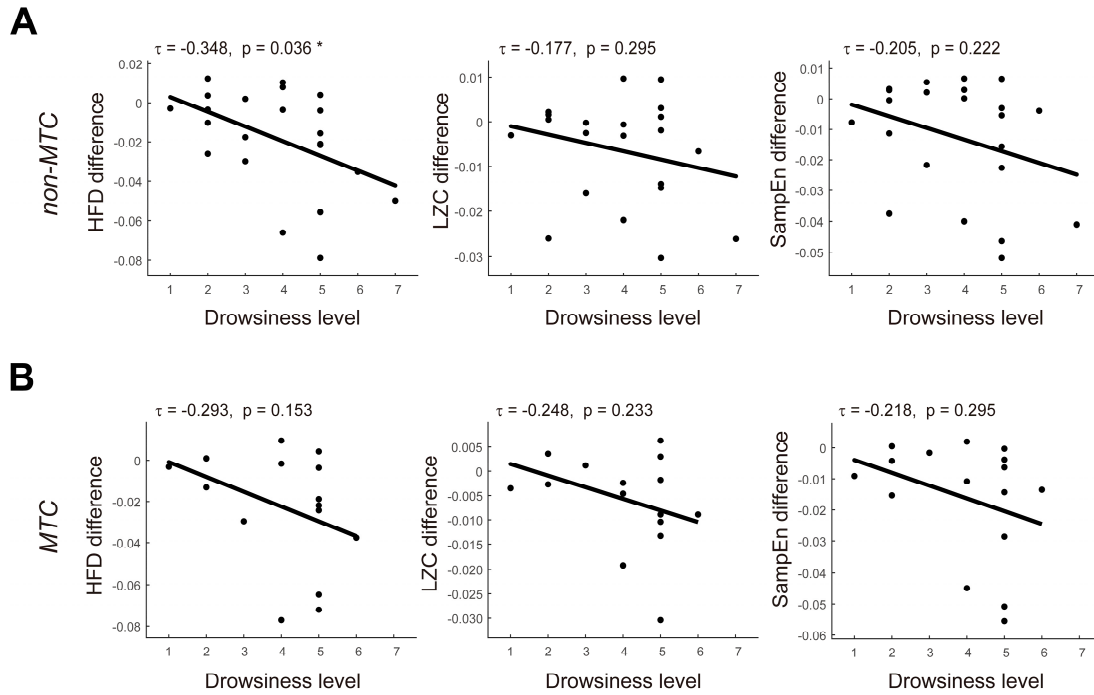 A
non-MTC
τ = -0.348, p = 0.036 *
HFD difference
0.02
0
-0.02
-0.04
-0.06
-0.08
1 2 3 4 5 6 7
Drowsiness level
τ = -0.177, p = 0.295
LZC difference
0.01
0.00
-0.01
-0.02
-0.03
1 2 3 4 5 6 7
Drowsiness level
τ = -0.205, p = 0.222
SampEn difference
0.01
0
-0.01
-0.02
-0.03
-0.04
-0.05
1 2 3 4 5 6 7
Drowsiness level
B
MTC
τ = -0.293, p = 0.153
HFD difference
0
-0.02
-0.04
-0.06
-0.08
1 2 3 4 5 6 7
Drowsiness level
τ = -0.248, p = 0.233
LZC difference
0.005
0
-0.005
-0.010
-0.015
-0.020
-0.025
-0.030
1 2 3 4 5 6 7
Drowsiness level
τ = -0.218, p = 0.295
SampEn difference
0
-0.01
-0.02
-0.03
-0.04
-0.05
-0.06
1 2 3 4 5 6 7
Drowsiness level